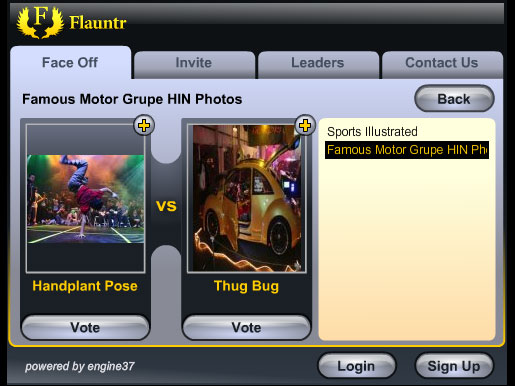 F
Flauntr
Face Off
Invite
Leaders
Contact Us
Famous Motor Grupe HIN Photos
Back
vs
Handplant Pose
Thug Bug
Vote
Vote
Sports Illustrated
Famous Motor Grupe HIN Pho
powered by engine37
Login
Sign Up